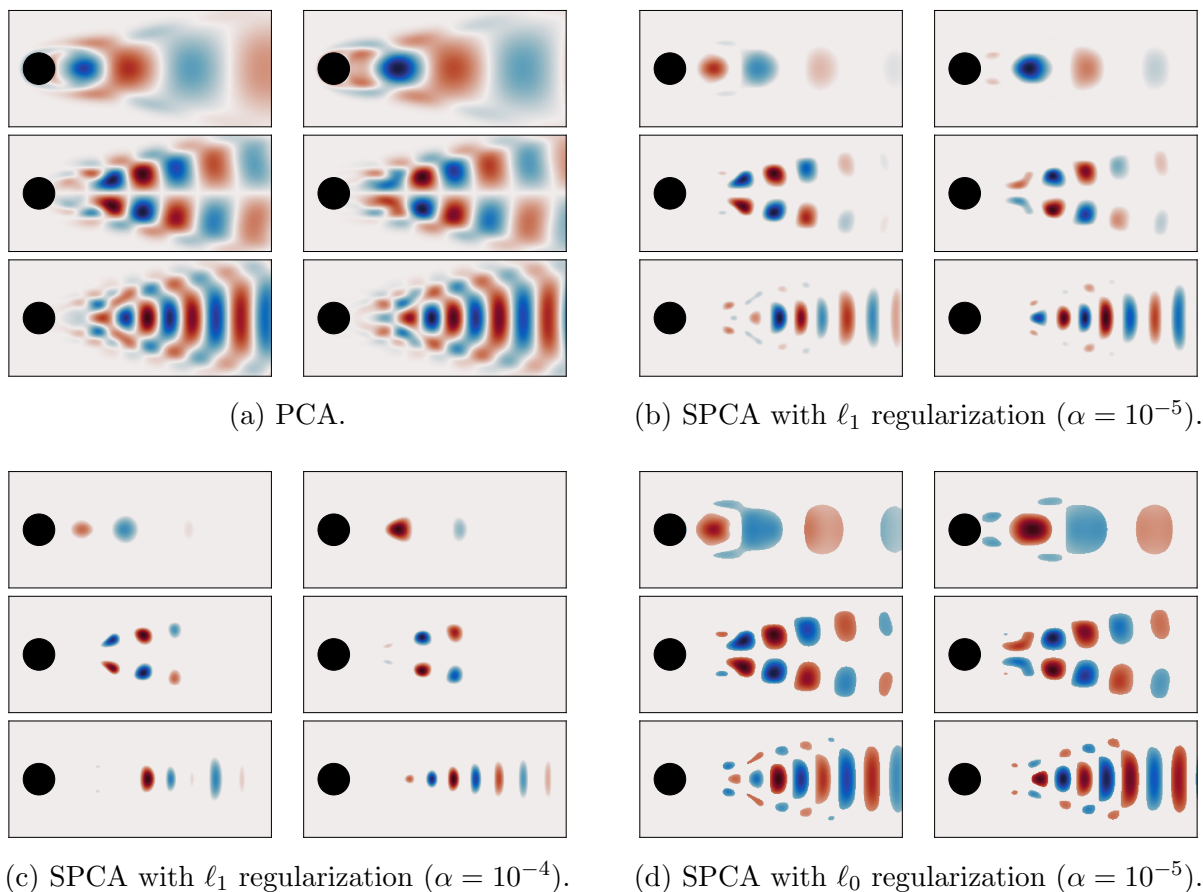 (a) PCA.
(b) SPCA with ℓ₁ regularization (α = 10⁻⁵).
(c) SPCA with ℓ₁ regularization (α = 10⁻⁴).
(d) SPCA with ℓ₀ regularization (α = 10⁻⁵).